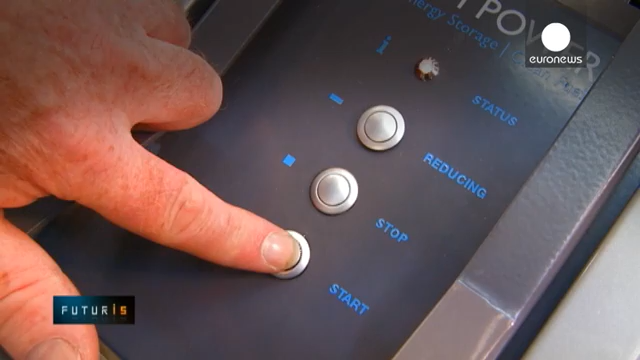 POWER
Energy Storage |
euronews
i
STATUS
REDUCING
STOP
START
FUTURIS